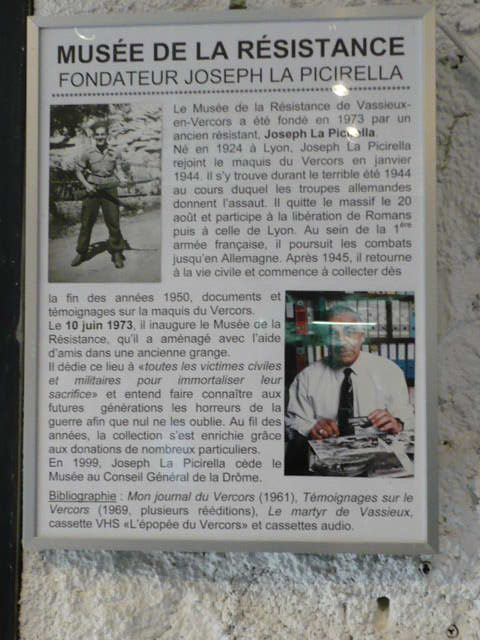 MUSÉE DE LA RÉSISTANCE
FONDATEUR JOSEPH LA PICIRELLA
Le Musée de la Résistance de Vassieux-
en-Vercors a été fondé en 1973 par un
ancien résistant, Joseph La Picirella.
Né en 1924 à Lyon, Joseph La Picirella
rejoint le maquis du Vercors en janvier
1944. Il s'y trouve durant le terrible été 1944
au cours duquel les troupes allemandes
donnent l'assaut. Il quitte le massif le 20
août et participe à la libération de Romans
puis à celle de Lyon. Au sein de la 1ère
armée française, il poursuit les combats
jusqu'en Allemagne. Après 1945, il retourne
à la vie civile et commence à collecter dès
la fin des années 1950, documents et
témoignages sur la maquis du Vercors.
Le 10 juin 1973, il inaugure le Musée de la
Résistance, qu'il a aménagé avec l'aide
d'amis dans une ancienne grange.
Il dédie ce lieu à «toutes les victimes civiles
et militaires pour immortaliser leur
sacrifice» et entend faire connaître aux
futures générations les horreurs de la
guerre afin que nul ne les oublie. Au fil des
années, la collection s'est enrichie grâce
aux donations de nombreux particuliers.
En 1999, Joseph La Picirella cède le
Musée au Conseil Général de la Drôme.
Bibliographie : Mon journal du Vercors (1961), Témoignages sur le
Vercors (1969, plusieurs rééditions), Le martyr de Vassieux,
cassette VHS «L'épopée du Vercors» et cassettes audio.